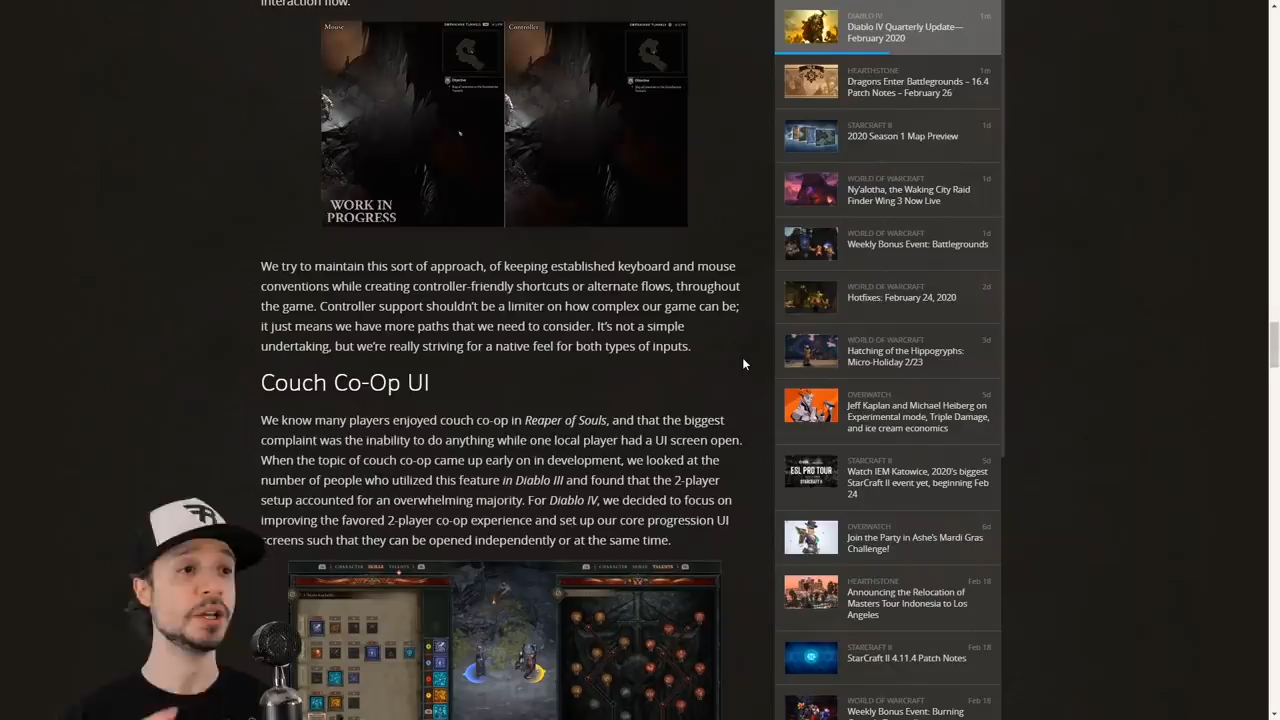 interaction flow.
Mouse
Controller
Objective
Objective
WORK IN
PROGRESS
We try to maintain this sort of approach, of keeping established keyboard and mouse
conventions while creating controller-friendly shortcuts or alternate flows, throughout
the game. Controller support shouldn't be a limiter on how complex our game can be;
it just means we have more paths that we need to consider. It's not a simple
undertaking, but we're really striving for a native feel for both types of inputs.
Couch Co-Op UI
We know many players enjoyed couch co-op in Reaper of Souls, and that the biggest
complaint was the inability to do anything while one local player had a UI screen open.
When the topic of couch co-op came up early on in development, we looked at the
number of people who utilized this feature in Diablo III and found that the 2-player
setup accounted for an overwhelming majority. For Diablo IV, we decided to focus on
improving the favored 2-player co-op experience and set up our core progression UI
screens such that they can be opened independently or at the same time.
CHARACTER SKILLS TALENTS
CHARACTER SKILLS TALENTS
DIABLO IV 1m
Diablo IV Quarterly Update—
February 2020
HEARTHSTONE 1m
Dragons Enter Battlegrounds – 16.4
Patch Notes – February 26
STARCRAFT II 1d
2020 Season 1 Map Preview
WORLD OF WARCRAFT 1d
Ny'alotha, the Waking City Raid
Finder Wing 3 Now Live
WORLD OF WARCRAFT 1d
Weekly Bonus Event: Battlegrounds
WORLD OF WARCRAFT 2d
Hotfixes: February 24, 2020
WORLD OF WARCRAFT 3d
Hatching of the Hippogryphs:
Micro-Holiday 2/23
OVERWATCH 5d
Jeff Kaplan and Michael Heiberg on
Experimental mode, Triple Damage,
and ice cream economics
STARCRAFT II 5d
ESL PRO TOUR
Watch IEM Katowice, 2020's biggest
StarCraft II event yet, beginning Feb
24
OVERWATCH 6d
Join the Party in Ashe's Mardi Gras
Challenge!
HEARTHSTONE Feb 18
Announcing the Relocation of
Masters Tour Indonesia to Los
Angeles
STARCRAFT II Feb 18
StarCraft II 4.11.4 Patch Notes
WORLD OF WARCRAFT Feb 18
Weekly Bonus Event: Burning